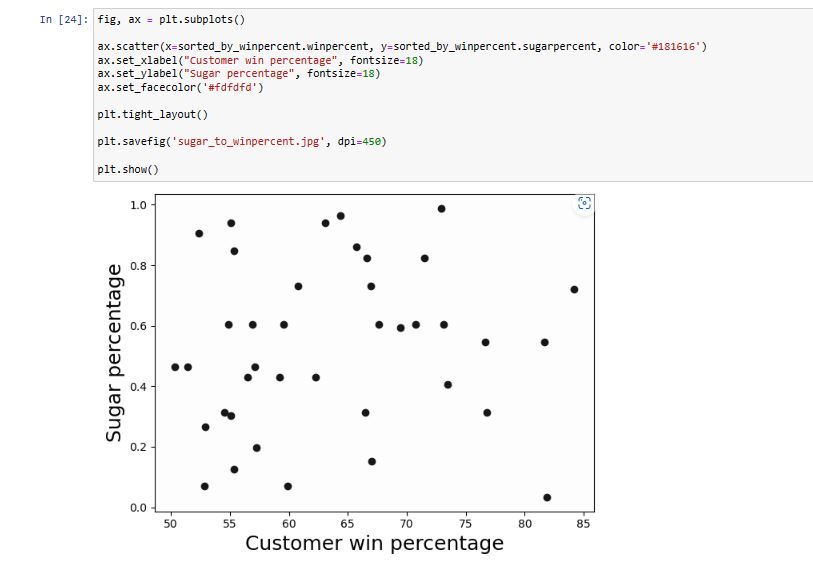 In [24]: fig, ax = plt.subplots()
ax.scatter(x=sorted_by_winpercent.winpercent, y=sorted_by_winpercent.sugarpercent, color='#181616')
ax.set_xlabel("Customer win percentage", fontsize=18)
ax.set_ylabel("Sugar percentage", fontsize=18)
ax.set_facecolor('#fdfdfd')
plt.tight_layout()
plt.savefig('sugar_to_winpercent.jpg', dpi=450)
plt.show()
1.0
0.8
0.6
0.4
0.2
0.0
Sugar percentage
50 55 60 65 70 75 80 85
Customer win percentage